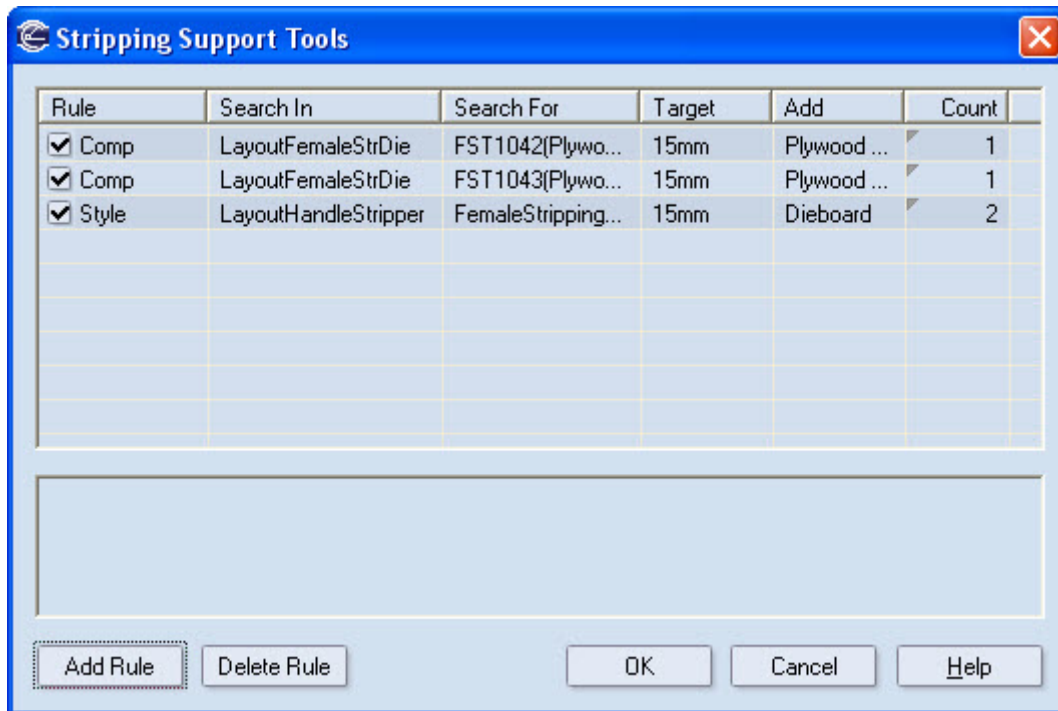 Stripping Support Tools
Rule Search In Search For Target Add Count
Comp LayoutFemaleStrDie FST1042(Plywo... 15mm Plywood ... 1
Comp LayoutFemaleStrDie FST1043(Plywo... 15mm Plywood ... 1
Style LayoutHandleStripper FemaleStripping... 15mm Dieboard 2
Add Rule Delete Rule OK Cancel Help